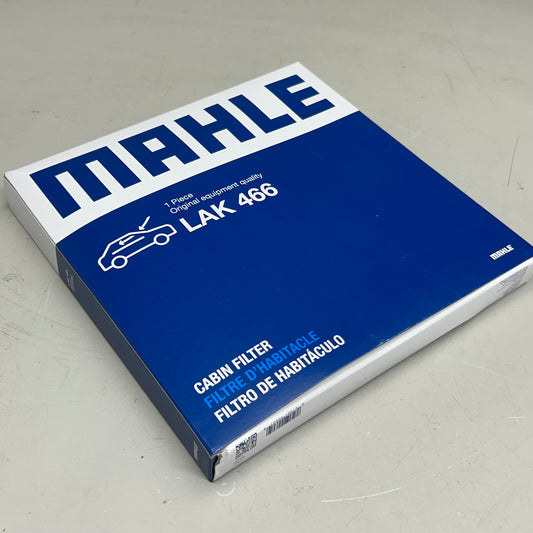 MAHLE
1 Piece
Original equipment quality
LAK 466
MAHLE
CABIN FILTER
FILTRE D'HABITACLE
FILTRO DE HABITÁCULO